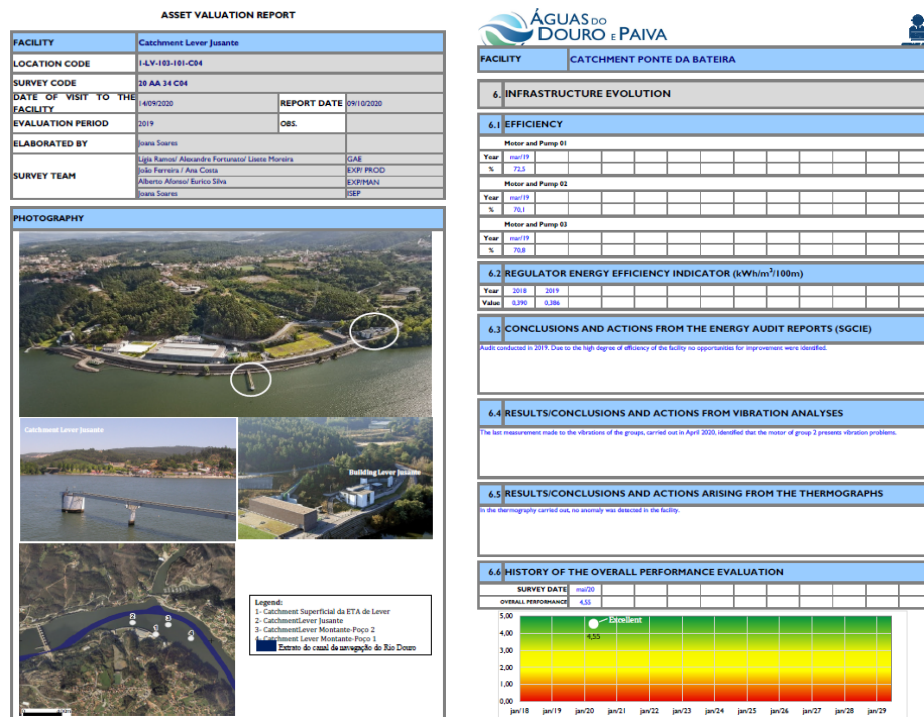 ASSET VALUATION REPORT
FACILITY Catchment Lever Jusante
LOCATION CODE 1-LV-103-101-C04
SURVEY CODE 20 AA 34 C04
DATE OF VISIT TO THE FACILITY 14/09/2020 REPORT DATE 09/10/2020
EVALUATION PERIOD 2019 OBS.
ELABORATED BY Joana Soares
SURVEY TEAM
Ligia Ramos/ Alexandre Fortunato/ Lisete Moreira GAE
João Ferreira / Ana Costa EXP/ PROD
Alberto Afonso/ Eurico Silva EXP/MAN
Joana Soares ISEP
PHOTOGRAPHY
Catchment Lever Jusante
Building Lever Jusante
2
3
1
4
Legend:
1- Catchment Superficial da ETA de Lever
2- CatchmentLever Jusante
3- CatchmentLever Montante-Poço 2
4- Catchment Lever Montante-Poço 1
Extrato do canal de navegação do Rio Douro
ÁGUAS DO
DOURO E PAIVA
FACILITY CATCHMENT PONTE DA BATEIRA
6. INFRASTRUCTURE EVOLUTION
6.1 EFFICIENCY
Motor and Pump 01
Year mar/19
% 72,5
Motor and Pump 02
Year mar/19
% 70,1
Motor and Pump 03
Year mar/19
% 70,8
6.2 REGULATOR ENERGY EFFICIENCY INDICATOR (kWh/m³/100m)
Year 2018 2019
Value 0,390 0,386
6.3 CONCLUSIONS AND ACTIONS FROM THE ENERGY AUDIT REPORTS (SGCIE)
Audit conducted in 2019. Due to the high degree of efficiency of the facility no opportunities for improvement were identified.
6.4 RESULTS/CONCLUSIONS AND ACTIONS FROM VIBRATION ANALYSES
The last measurement made to the vibrations of the groups, carried out in April 2020, identified that the motor of group 2 presents vibration problems.
6.5 RESULTS/CONCLUSIONS AND ACTIONS ARISING FROM THE THERMOGRAPHS
In the thermography carried out, no anomaly was detected in the facility.
6.6 HISTORY OF THE OVERALL PERFORMANCE EVALUATION
SURVEY DATE mai/20
OVERALL PERFORMANCE 4,55
5,00
4,00
3,00
2,00
1,00
0,00
Excellent
4,55
jan/18 jan/19 jan/20 jan/21 jan/22 jan/23 jan/24 jan/25 jan/26 jan/27 jan/28 jan/29